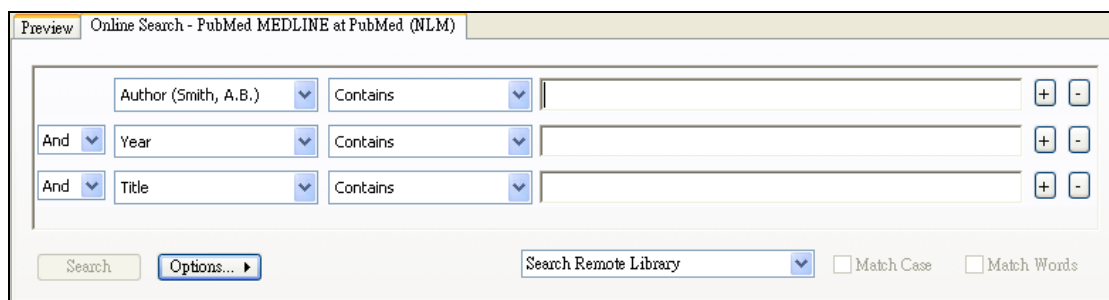 Preview Online Search - PubMed MEDLINE at PubMed (NLM)
Author (Smith, A.B.) Contains + -
And Year Contains + -
And Title Contains + -
Search Options... Search Remote Library Match Case Match Words